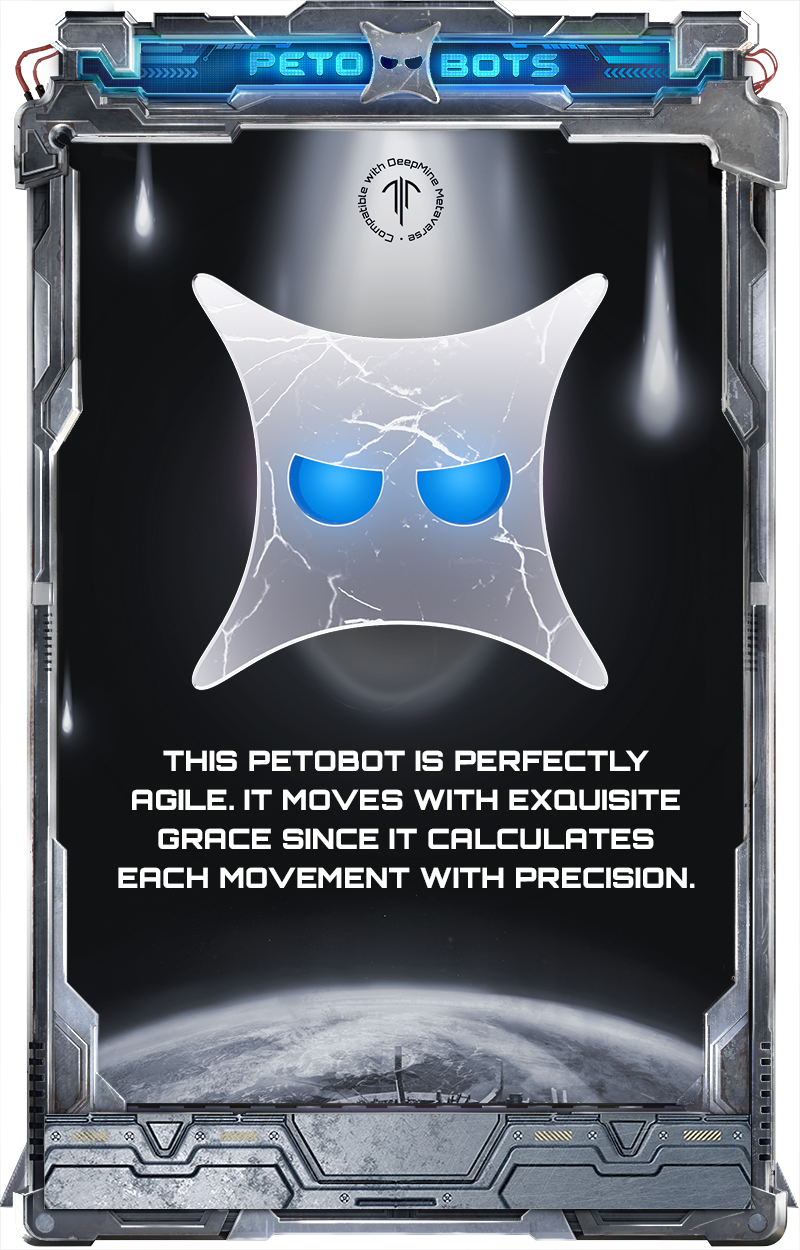 PETO BOTS
Compatible with DeepMine Metaverse •
THIS PETOBOT IS PERFECTLY
AGILE. IT MOVES WITH EXQUISITE
GRACE SINCE IT CALCULATES
EACH MOVEMENT WITH PRECISION.